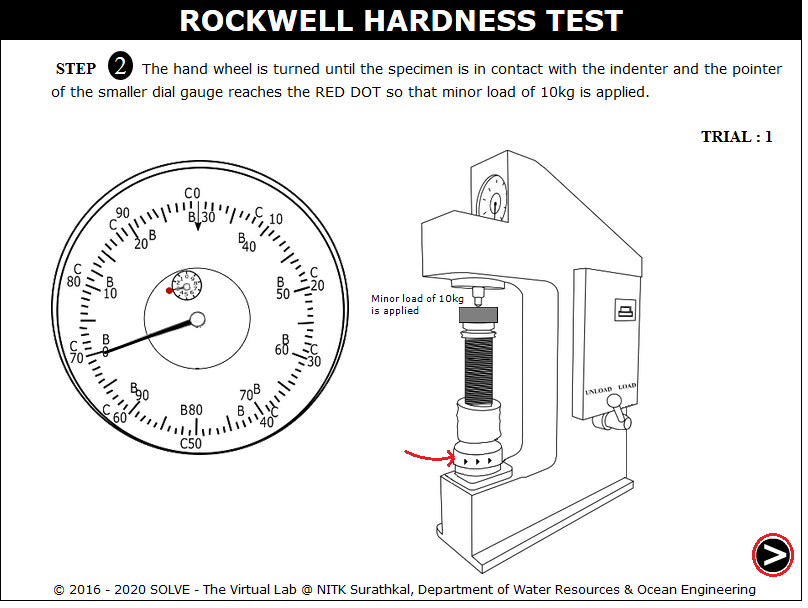 ROCKWELL HARDNESS TEST
STEP 2 The hand wheel is turned until the specimen is in contact with the indenter and the pointer
of the smaller dial gauge reaches the RED DOT so that minor load of 10kg is applied.
TRIAL : 1
C0
B 30
C 10
B 40
C 20
B 50
C 30
B 60
C 40
B 70
B
C50
B80
C 60
B 90
C 70
B 0
C 80
B 10
C 90
B 20
Minor load of 10kg
is applied
UNLOAD LOAD
>
© 2016 - 2020 SOLVE - The Virtual Lab @ NITK Surathkal, Department of Water Resources & Ocean Engineering